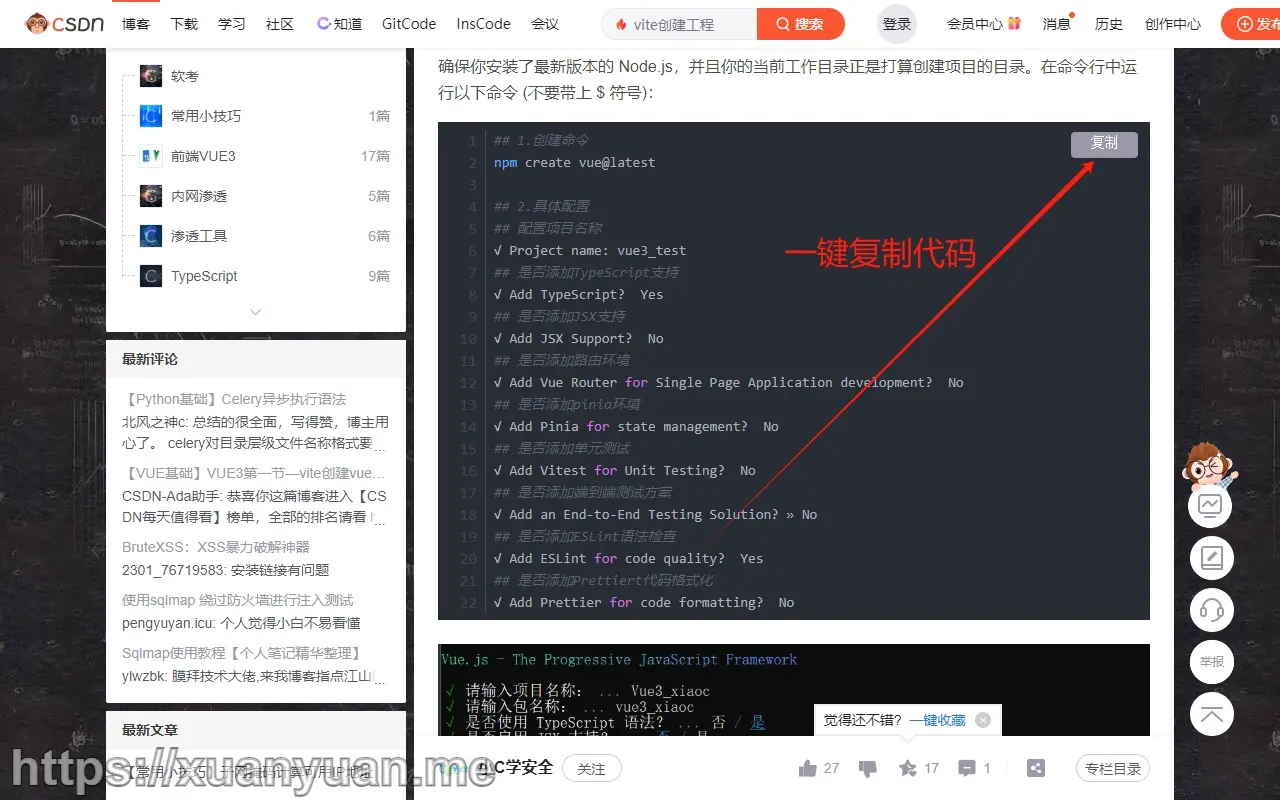 CSDN 博客 下载 学习 社区 C知道 GitCode InsCode 会议 vite创建工程 搜索 登录 会员中心 消息 历史 创作中心 发布
软考
常用小技巧 1篇
前端VUE3 17篇
内网渗透 5篇
渗透工具 6篇
TypeScript 9篇
最新评论
【Python基础】Celery异步执行语法
北风之神c: 总结的很全面，写得赞，博主用
心了。 celery对目录层级文件名称格式要...
【VUE基础】VUE3第一节—vite创建vue...
CSDN-Ada助手: 恭喜你这篇博客进入【CS
DN每天值得看】榜单，全部的排名请看 ...
BruteXSS：XSS暴力破解神器
2301_76719583: 安装链接有问题
使用sqlmap 绕过防火墙进行注入测试
pengyuyan.icu: 个人觉得小白不易看懂
Sqlmap使用教程【个人笔记精华整理】
ylwzbk: 膜拜技术大佬,来我博客指点江山...
最新文章
【常用小技巧】
确保你安装了最新版本的 Node.js，并且你的当前工作目录正是打算创建项目的目录。在命令行中运
行以下命令 (不要带上 $ 符号)：
复制
1 ## 1.创建命令
2 npm create vue@latest
3
4 ## 2.具体配置
5 ## 配置项目名称
6 √ Project name: vue3_test
7 ## 是否添加TypeScript支持
8 √ Add TypeScript? Yes
9 ## 是否添加JSX支持
10 √ Add JSX Support? No
11 ## 是否添加路由环境
12 √ Add Vue Router for Single Page Application development? No
13 ## 是否添加pinia环境
14 √ Add Pinia for state management? No
15 ## 是否添加单元测试
16 √ Add Vitest for Unit Testing? No
17 ## 是否添加端到端测试方案
18 √ Add an End-to-End Testing Solution? » No
19 ## 是否添加ESLint语法检查
20 √ Add ESLint for code quality? Yes
21 ## 是否添加Prettiert代码格式化
22 √ Add Prettier for code formatting? No
一键复制代码
Vue.js - The Progressive JavaScript Framework
√ 请输入项目名称： ... Vue3_xiaoc
√ 请输入包名称： ... vue3_xiaoc
√ 是否使用 TypeScript 语法？ ... 否 / 是
觉得还不错? 一键收藏
小C学安全 关注 27 17 1 专栏目录
举报
https://xuanyuan.me